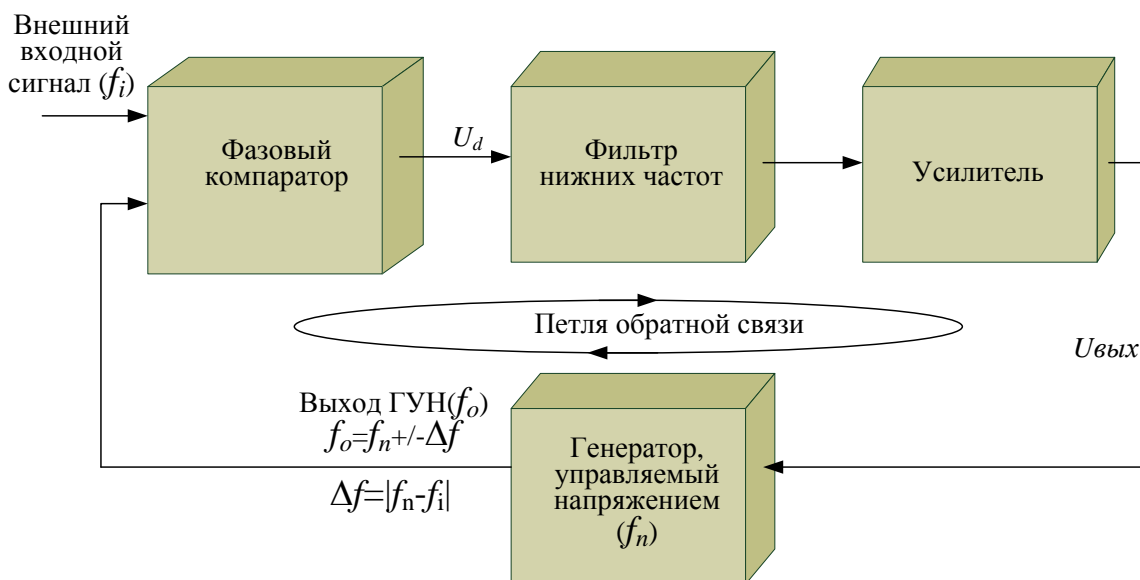 Внешний
входной
сигнал (fi)
Фазовый
компаратор
Ud
Фильтр
нижних частот
Усилитель
Петля обратной связи
Uвых
Выход ГУН(fo)
fo=fn+/-Δf
Δf=|fn-fi|
Генератор,
управляемый
напряжением
(fn)